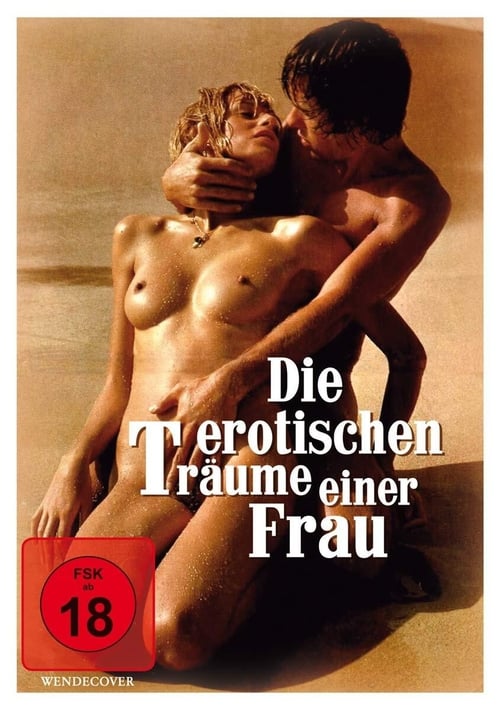 Die
erotischen
Träume einer
Frau
FSK
ab
18
WENDECOVER